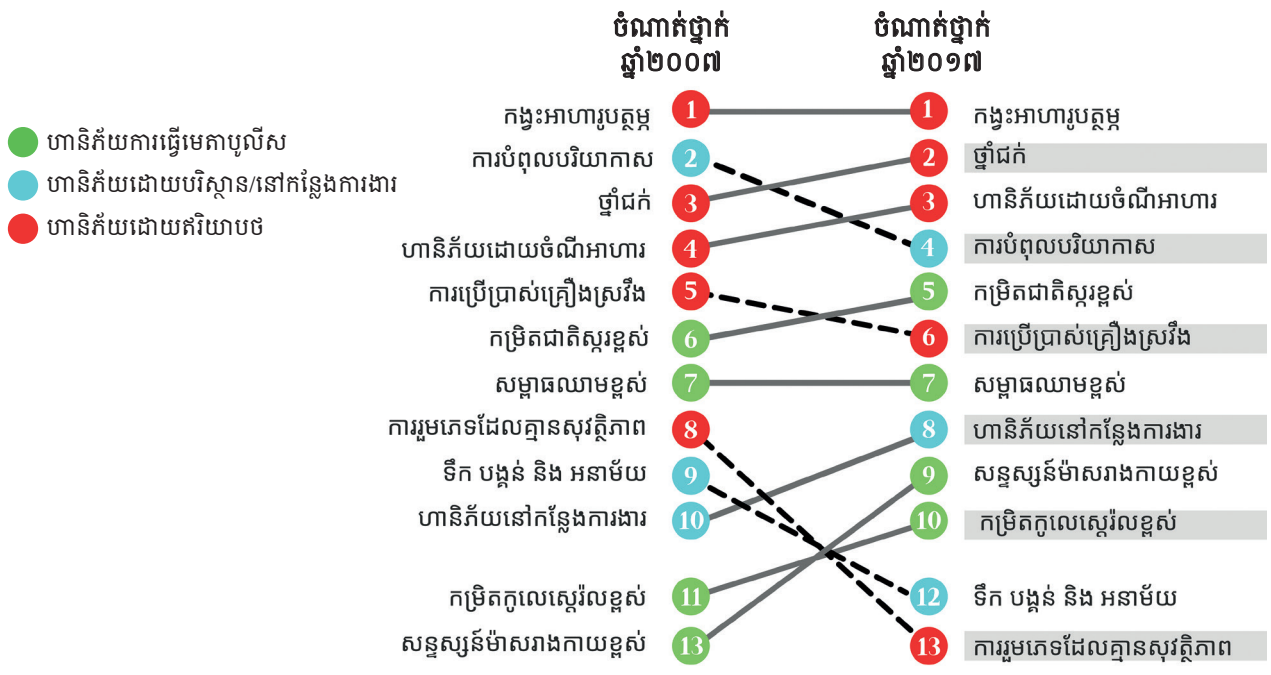 ចំណាត់ថ្នាក់
ឆ្នាំ២០០៧
ចំណាត់ថ្នាក់
ឆ្នាំ២០១៧
ហានិភ័យការធ្វើមេតាបូលីស
ហានិភ័យដោយបរិស្ថាន/នៅកន្លែងការងារ
ហានិភ័យដោយឥរិយាបថ
កង្វះអាហារូបត្ថម្ភ 1 1 កង្វះអាហារូបត្ថម្ភ
ការបំពុលបរិយាកាស 2 2 ថ្នាំជក់
ថ្នាំជក់ 3 3 ហានិភ័យដោយចំណីអាហារ
ហានិភ័យដោយចំណីអាហារ 4 4 ការបំពុលបរិយាកាស
ការប្រើប្រាស់គ្រឿងស្រវឹង 5 5 កម្រិតជាតិស្ករខ្ពស់
កម្រិតជាតិស្ករខ្ពស់ 6 6 ការប្រើប្រាស់គ្រឿងស្រវឹង
សម្ពាធឈាមខ្ពស់ 7 7 សម្ពាធឈាមខ្ពស់
ការរួមភេទដែលគ្មានសុវត្ថិភាព 8 8 ហានិភ័យនៅកន្លែងការងារ
ទឹក បង្គន់ និង អនាម័យ 9 9 សន្ទស្សន៍ម៉ាសរាងកាយខ្ពស់
ហានិភ័យនៅកន្លែងការងារ 10 10 កម្រិតកូលេស្តេរ៉ុលខ្ពស់
កម្រិតកូលេស្តេរ៉ុលខ្ពស់ 11 12 ទឹក បង្គន់ និង អនាម័យ
សន្ទស្សន៍ម៉ាសរាងកាយខ្ពស់ 13 13 ការរួមភេទដែលគ្មានសុវត្ថិភាព